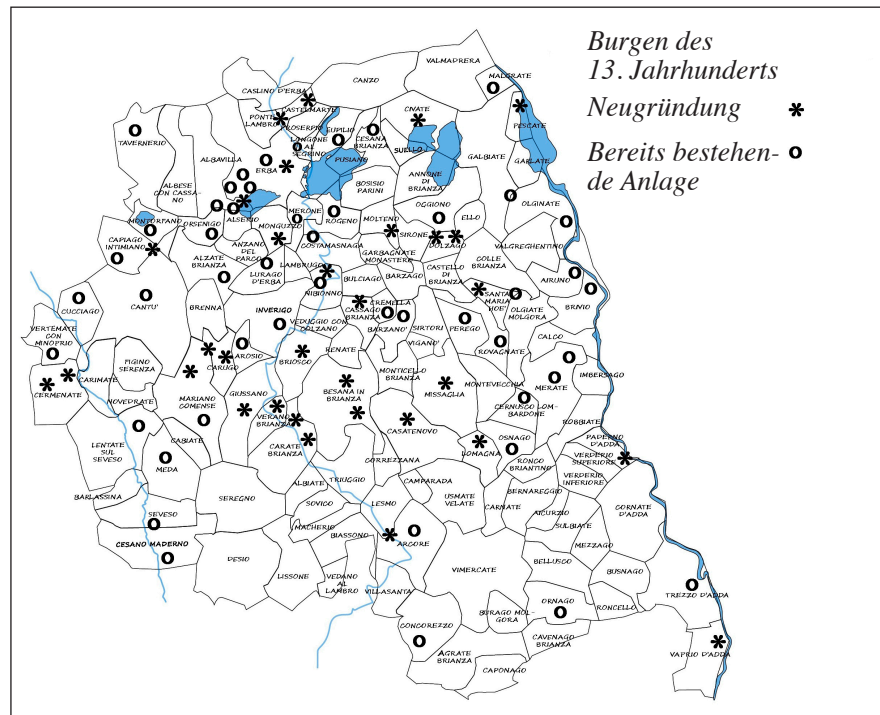 Burgen des
13. Jahrhunderts
Neugründung *
Bereits bestehen- o
de Anlage
VALMADRERA
MALGRATE
CANZO
CASLINO D'ERBA
CASTELMARTE
PONTE
LAMBRO
PROSERPIO
CIVATE
PESCATE
TAVERNERIO
LONGONE
AL
SEGRINO
EUPILIO
CESANA
BRIANZA
SUELLO
GALBIATE
GARLATE
ALBAVILLA
ERBA
PUSIANO
ALBESE
CON CASSA-
NO
BOSISIO
PARINI
ANNONE
DI
BRIANZA
OLGINATE
MONTORFANO
ORSENIGO
ALSERIO
MERONE
ROGENO
MOLTENO
OGGIONO
ELLO
MONGUZZO
SIRONE
DOLZAGO
VALGREGHENTINO
CAPIAGO
INTIMIANO
ANZANO
DEL
PARCO
COSTAMASNAGA
GARBAGNATE
MONASTERO
COLLE
BRIANZA
ALZATE
BRIANZA
LURAGO
D'ERBA
LAMBRUGO
BULCIAGO
BARZAGO
CASTELLO
DI
BRIANZA
AIRUNO
NIBIONNO
CUCCIAGO
CANTU'
BRENNA
INVERIGO
VEDUGGIO CON
COLZANO
CASSAGO
BRIANZA
CREMELLA
BARZANO'
SIRTORI
PEREGO
SANTA
MARIA
HOE'
OLGIATE
MOLGORA
BRIVIO
VERTEMATE
CON
MINOPRIO
VIGANO'
CALCO
ROVAGNATE
FIGINO
SERENZA
CARUGO
AROSIO
BRIOSCO
RENATE
MONTICELLO
BRIANZA
IMBERSAGO
CERMENATE
CARIMATE
NOVEDRATE
MARIANO
COMENSE
GIUSSANO
BESANA IN
BRIANZA
MISSAGLIA
MONTEVECCHIA
MERATE
CERNUSCO LOM-
BARDONE
ROBBIATE
VERANO
BRIANZA
CASATENOVO
LENTATE
SUL
SEVESO
CABIATE
MEDA
CARATE
BRIANZA
LOMAGNA
OSNAGO
RONCO
BRIANTINO
PADERNO
D'ADDA
VERDERIO
SUPERIORE
VERDERIO
INFERIORE
CORREZZANA
BARLASSINA
SEREGNO
ALBIATE
TRIUGGIO
CAMPARADA
USMATE
VELATE
CARNATE
BERNAREGGIO
AICURZIO
CORNATE
D'ADDA
SEVESO
SOVICO
LESMO
SULBIATE
CESANO MADERNO
MACHERIO
BIASSONO
ARCORE
MEZZAGO
DESIO
LISSONE
VEDANO
AL
LAMBRO
VILLASANTA
VIMERCATE
BELLUSCO
BUSNAGO
TREZZO D'ADDA
BURAGO MOL-
GORA
ORNAGO
RONCELLO
CONCOREZZO
CAVENAGO
BRIANZA
AGRATE
BRIANZA
VAPRIO D'ADDA
CAPONAGO